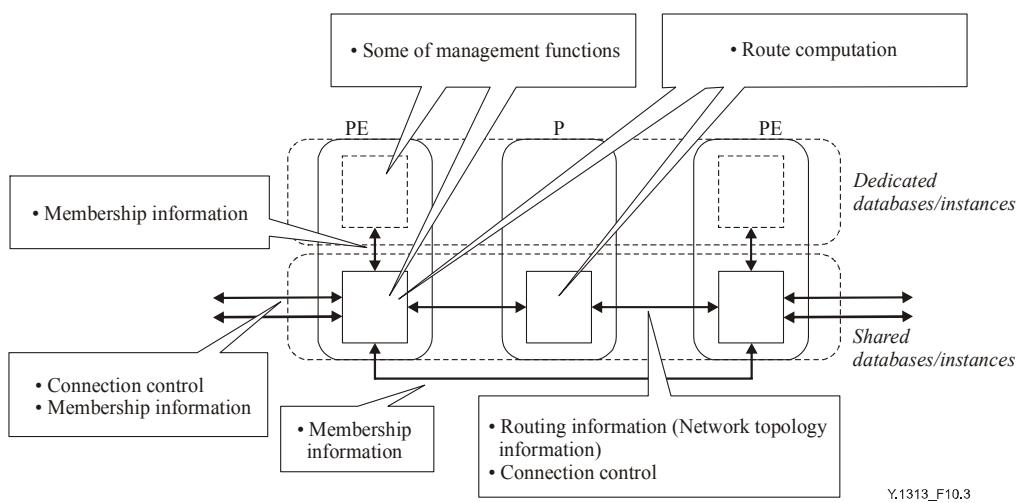 • Some of management functions
• Route computation
PE
P
PE
Dedicated
databases/instances
• Membership information
Shared
databases/instances
• Connection control
• Membership information
• Membership
information
• Routing information (Network topology
information)
• Connection control
Y.1313_F10.3